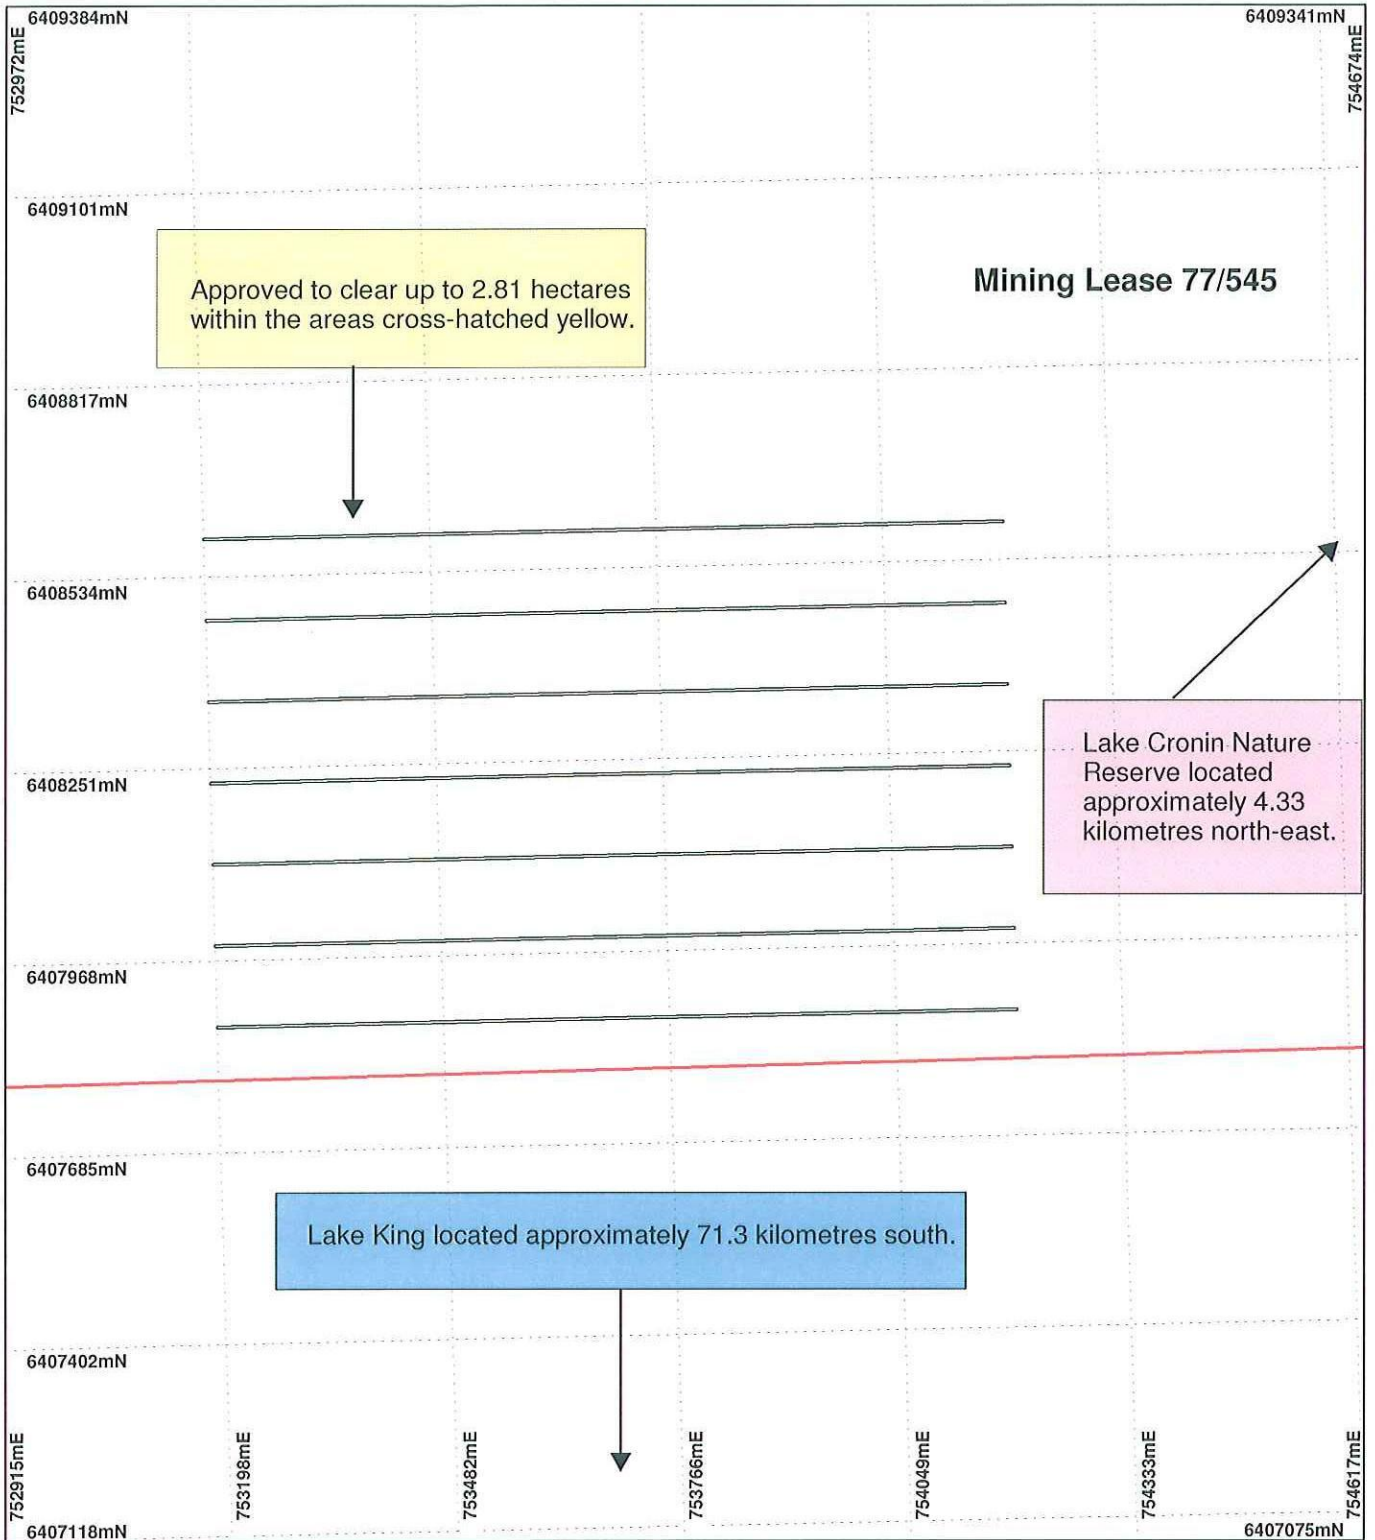 6409384mN
6409341mN
752972mE
754674mE
6409101mN
Approved to clear up to 2.81 hectares
within the areas cross-hatched yellow.
Mining Lease 77/545
6408817mN
6408534mN
Lake Cronin Nature
Reserve located
approximately 4.33
kilometres north-east.
6408251mN
6407968mN
6407685mN
Lake King located approximately 71.3 kilometres south.
6407402mN
752915mE
753198mE
753482mE
753766mE
754049mE
754333mE
754617mE
6407118mN
6407075mN